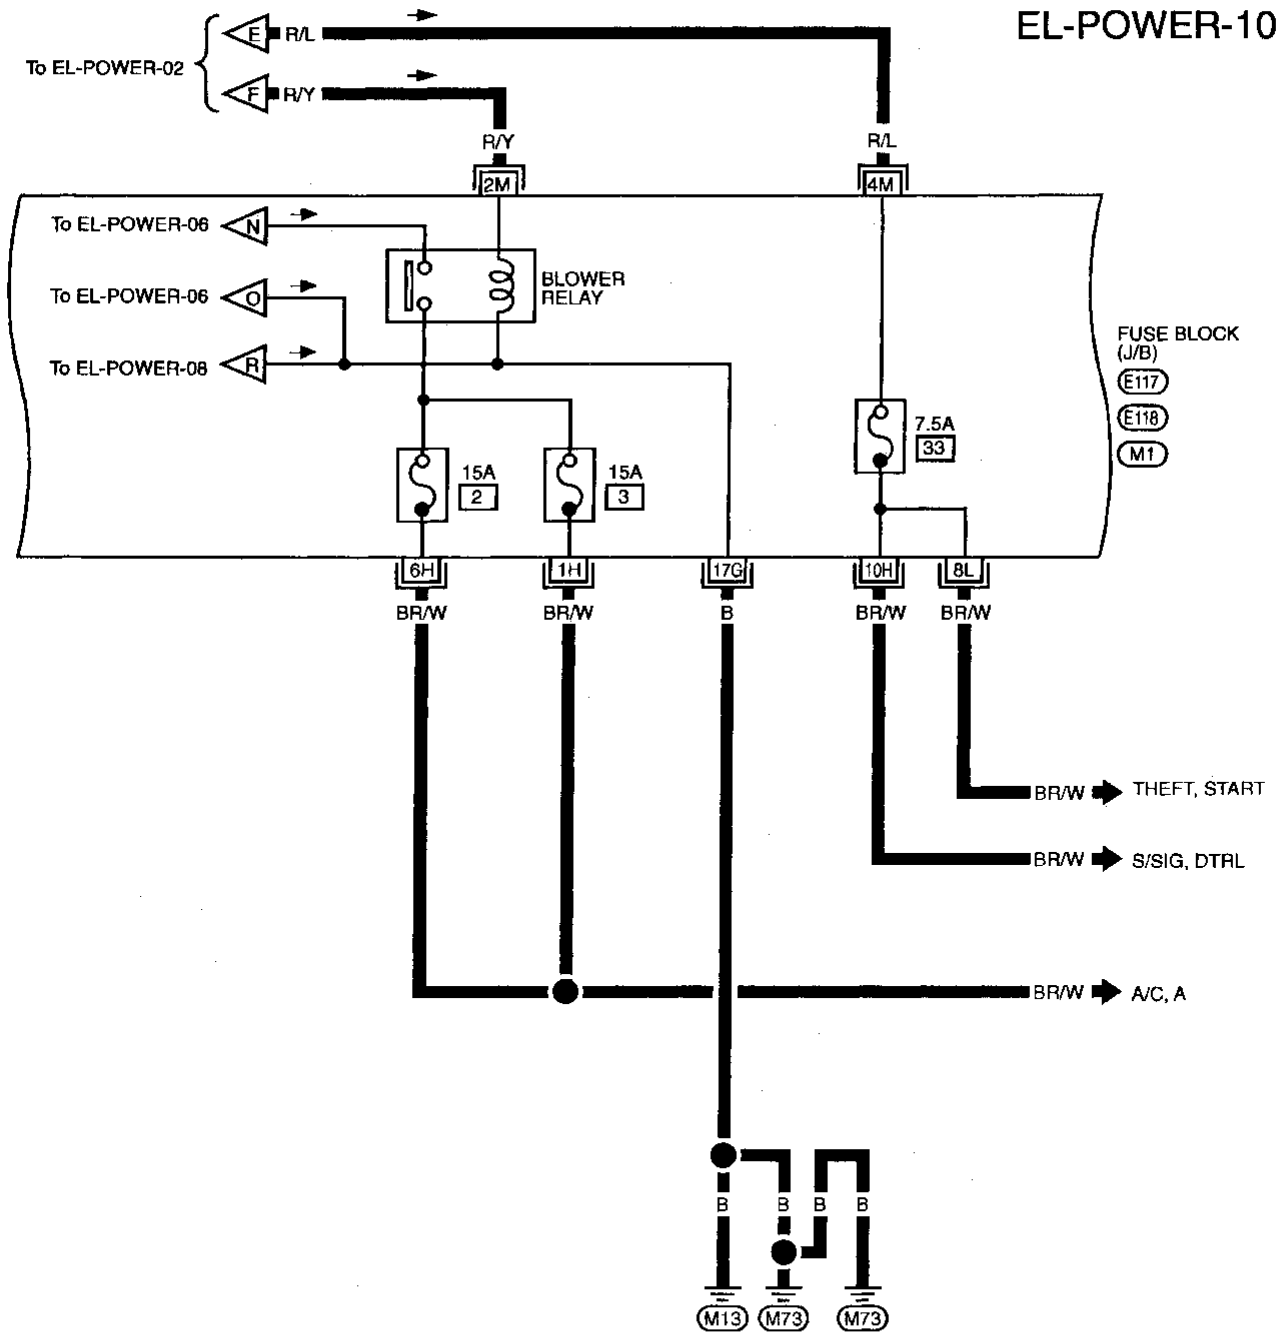 EL-POWER-10
E R/L
To EL-POWER-02
F R/Y
R/Y
R/L
2M
4M
To EL-POWER-06 N
To EL-POWER-06 O
To EL-POWER-08 R
BLOWER
RELAY
FUSE BLOCK
(J/B)
E117
E118
M1
7.5A
33
15A
2
15A
3
6H
1H
17G
10H
8L
BR/W
BR/W
B
BR/W
BR/W
BR/W THEFT, START
BR/W S/SIG, DTRL
BR/W A/C, A
B
B
B
B
M13
M73
M73